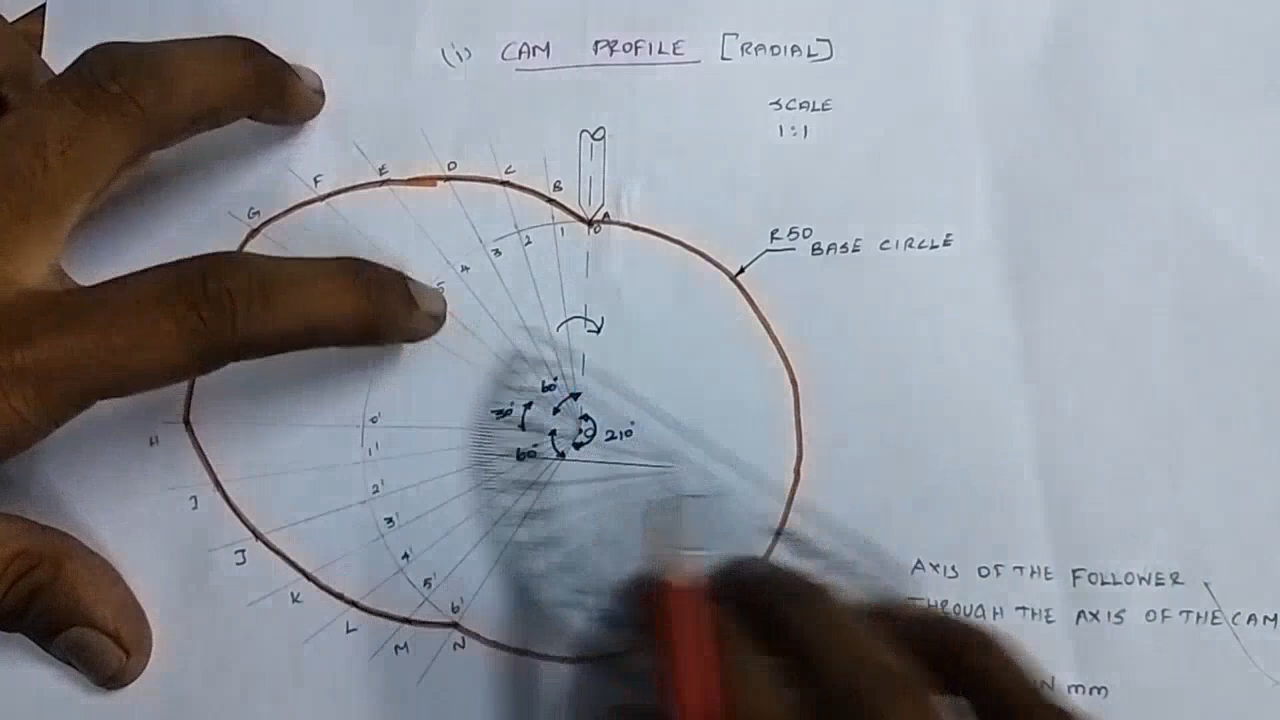 (i) CAM PROFILE [RADIAL]
SCALE
1:1
R50
BASE CIRCLE
A
B
C
D
E
F
G
H
I
J
K
L
M
N
0
1
2
3
4
5
0'
1'
2'
3'
4'
5'
6'
60°
30°
60°
210°
AXIS OF THE FOLLOWER
THROUGH THE AXIS OF THE CAM
IN mm